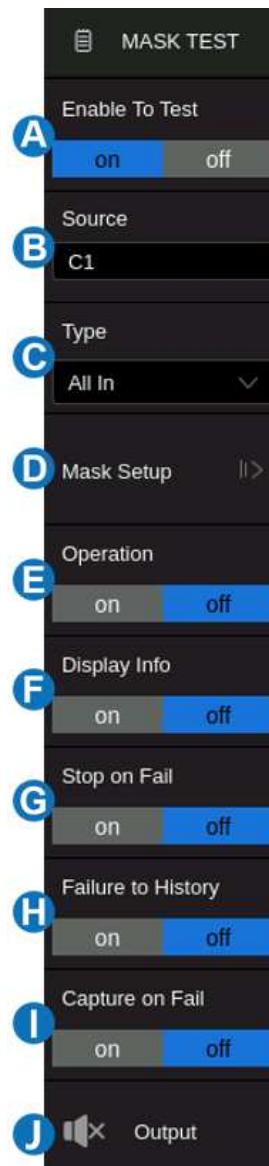 MASK TEST
Enable To Test
A
on off
Source
B
C1
Type
C
All In
D Mask Setup
Operation
E
on off
Display Info
F
on off
Stop on Fail
G
on off
Failure to History
H
on off
Capture on Fail
I
on off
J Output